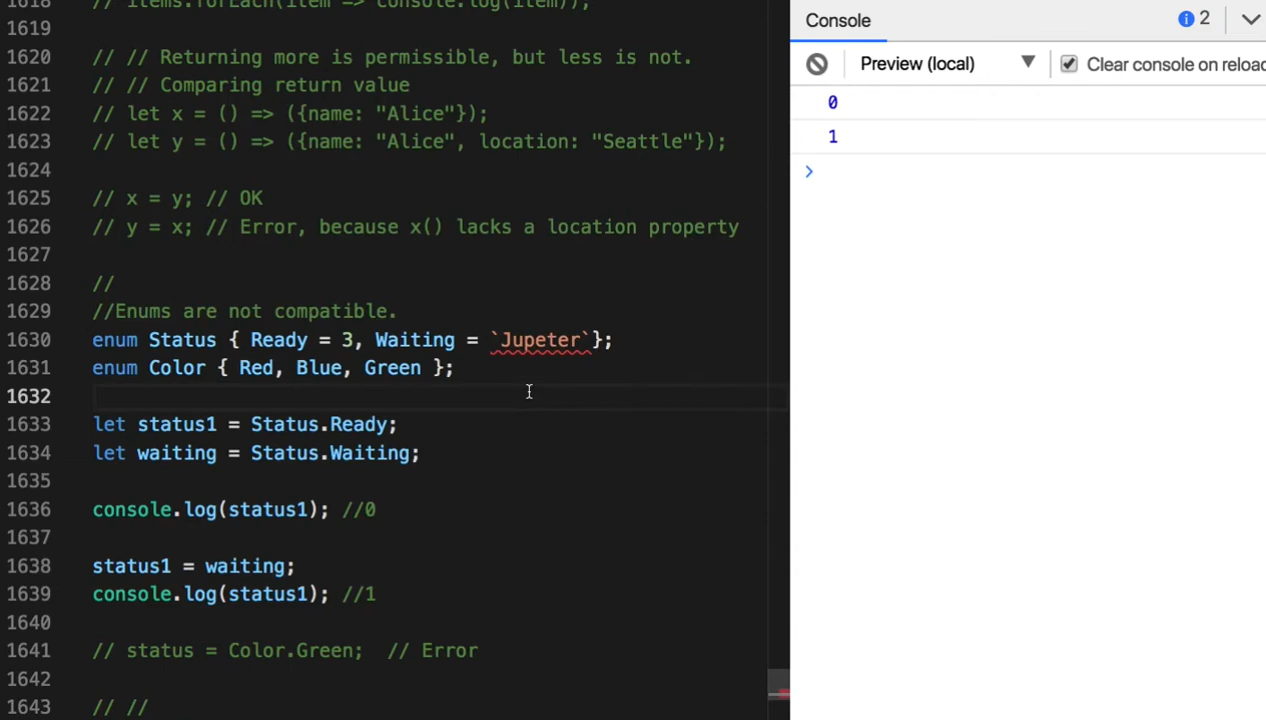 1618 // items.forEach(item => console.log(item));
1619
1620 // // Returning more is permissible, but less is not.
1621 // // Comparing return value
1622 // let x = () => ({name: "Alice"});
1623 // let y = () => ({name: "Alice", location: "Seattle"});
1624
1625 // x = y; // OK
1626 // y = x; // Error, because x() lacks a location property
1627
1628 //
1629 //Enums are not compatible.
1630 enum Status { Ready = 3, Waiting = `Jupeter`};
1631 enum Color { Red, Blue, Green };
1632
1633 let status1 = Status.Ready;
1634 let waiting = Status.Waiting;
1635
1636 console.log(status1); //0
1637
1638 status1 = waiting;
1639 console.log(status1); //1
1640
1641 // status = Color.Green;  // Error
1642
1643 // //
Console
2
Preview (local)
Clear console on reload
0
1